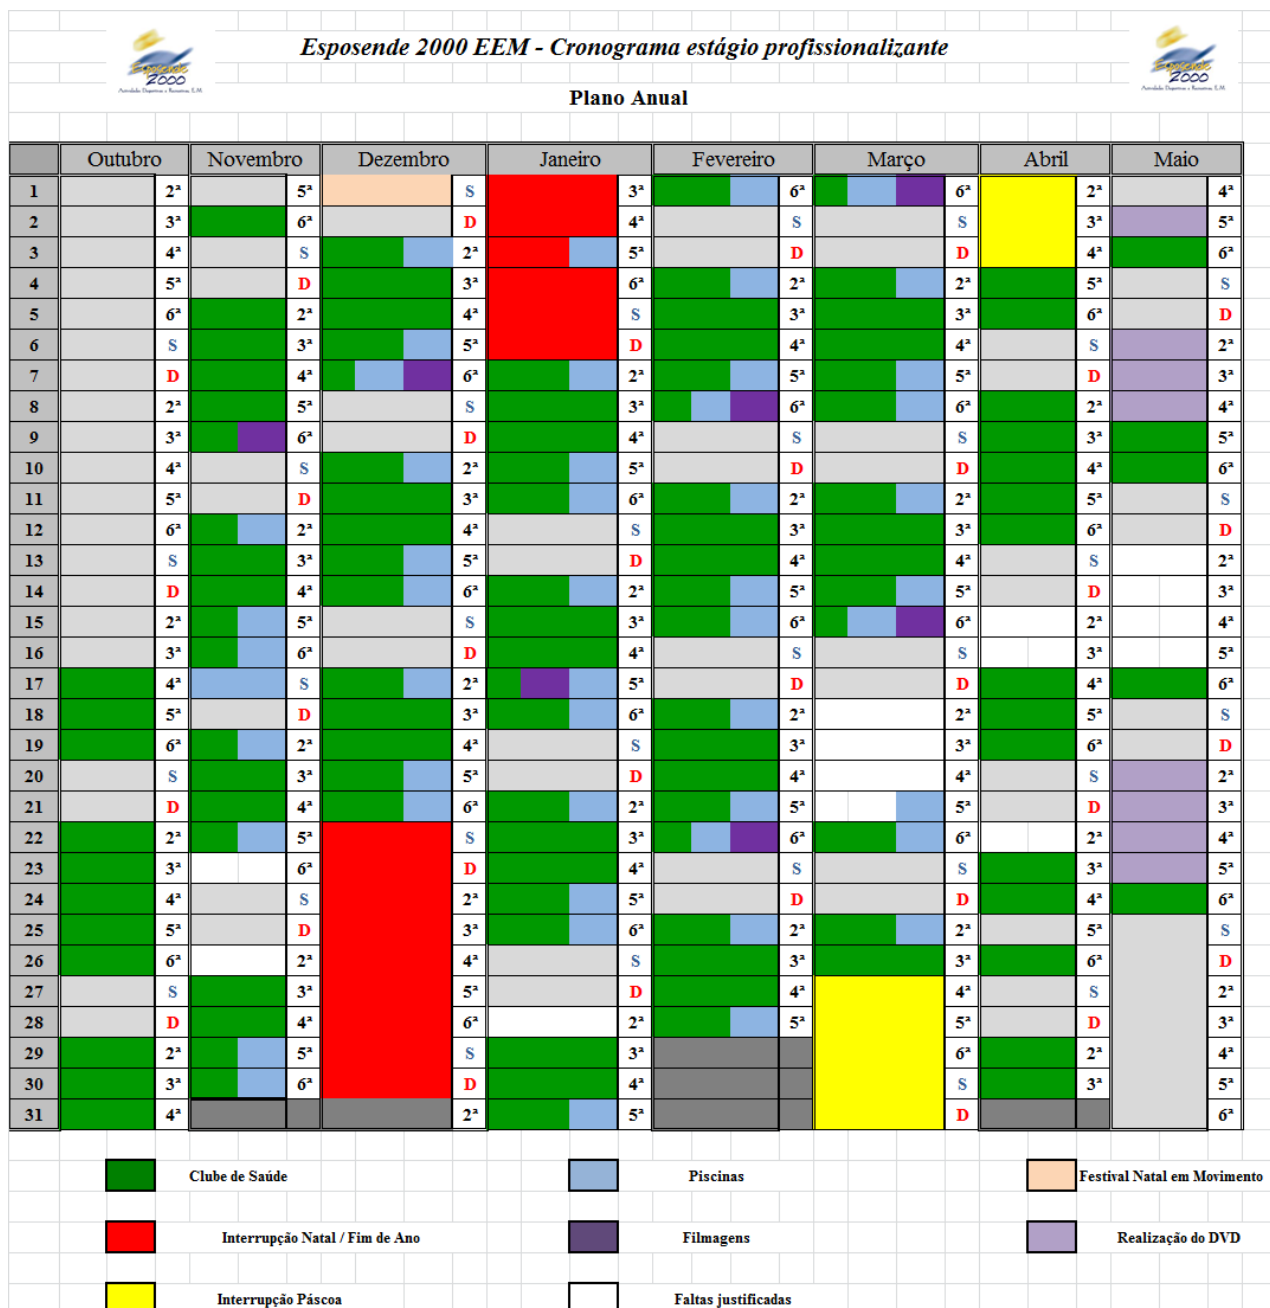 Esposende 2000 EEM - Cronograma estágio profissionalizante
Esposende
2000
Esposende
2000
Plano Anual
Outubro Novembro Dezembro Janeiro Fevereiro Março Abril Maio
1 2ª 5ª S 3ª 6ª 6ª 2ª 4ª
2 3ª 6ª D 4ª S S 3ª 5ª
3 4ª S 2ª 5ª D D 4ª 6ª
4 5ª D 3ª 6ª 2ª 2ª 5ª S
5 6ª 2ª 4ª S 3ª 3ª 6ª D
6 S 3ª 5ª D 4ª 4ª S 2ª
7 D 4ª 6ª 2ª 5ª 5ª D 3ª
8 2ª 5ª S 3ª 6ª 6ª 2ª 4ª
9 3ª 6ª D 4ª S S 3ª 5ª
10 4ª S 2ª 5ª D D 4ª 6ª
11 5ª D 3ª 6ª 2ª 2ª 5ª S
12 6ª 2ª 4ª S 3ª 3ª 6ª D
13 S 3ª 5ª D 4ª 4ª S 2ª
14 D 4ª 6ª 2ª 5ª 5ª D 3ª
15 2ª 5ª S 3ª 6ª 6ª 2ª 4ª
16 3ª 6ª D 4ª S S 3ª 5ª
17 4ª S 2ª 5ª D D 4ª 6ª
18 5ª D 3ª 6ª 2ª 2ª 5ª S
19 6ª 2ª 4ª S 3ª 3ª 6ª D
20 S 3ª 5ª D 4ª 4ª S 2ª
21 D 4ª 6ª 2ª 5ª 5ª D 3ª
22 2ª 5ª S 3ª 6ª 6ª 2ª 4ª
23 3ª 6ª D 4ª S S 3ª 5ª
24 4ª S 2ª 5ª D D 4ª 6ª
25 5ª D 3ª 6ª 2ª 2ª 5ª S
26 6ª 2ª 4ª S 3ª 3ª 6ª D
27 S 3ª 5ª D 4ª 4ª S 2ª
28 D 4ª 6ª 2ª 5ª 5ª D 3ª
29 2ª 5ª S 3ª 6ª 2ª 4ª
30 3ª 6ª D 4ª S 3ª 5ª
31 4ª 2ª 5ª D 6ª
Clube de Saúde Piscinas Festival Natal em Movimento
Interrupção Natal / Fim de Ano Filmagens Realização do DVD
Interrupção Páscoa Faltas justificadas